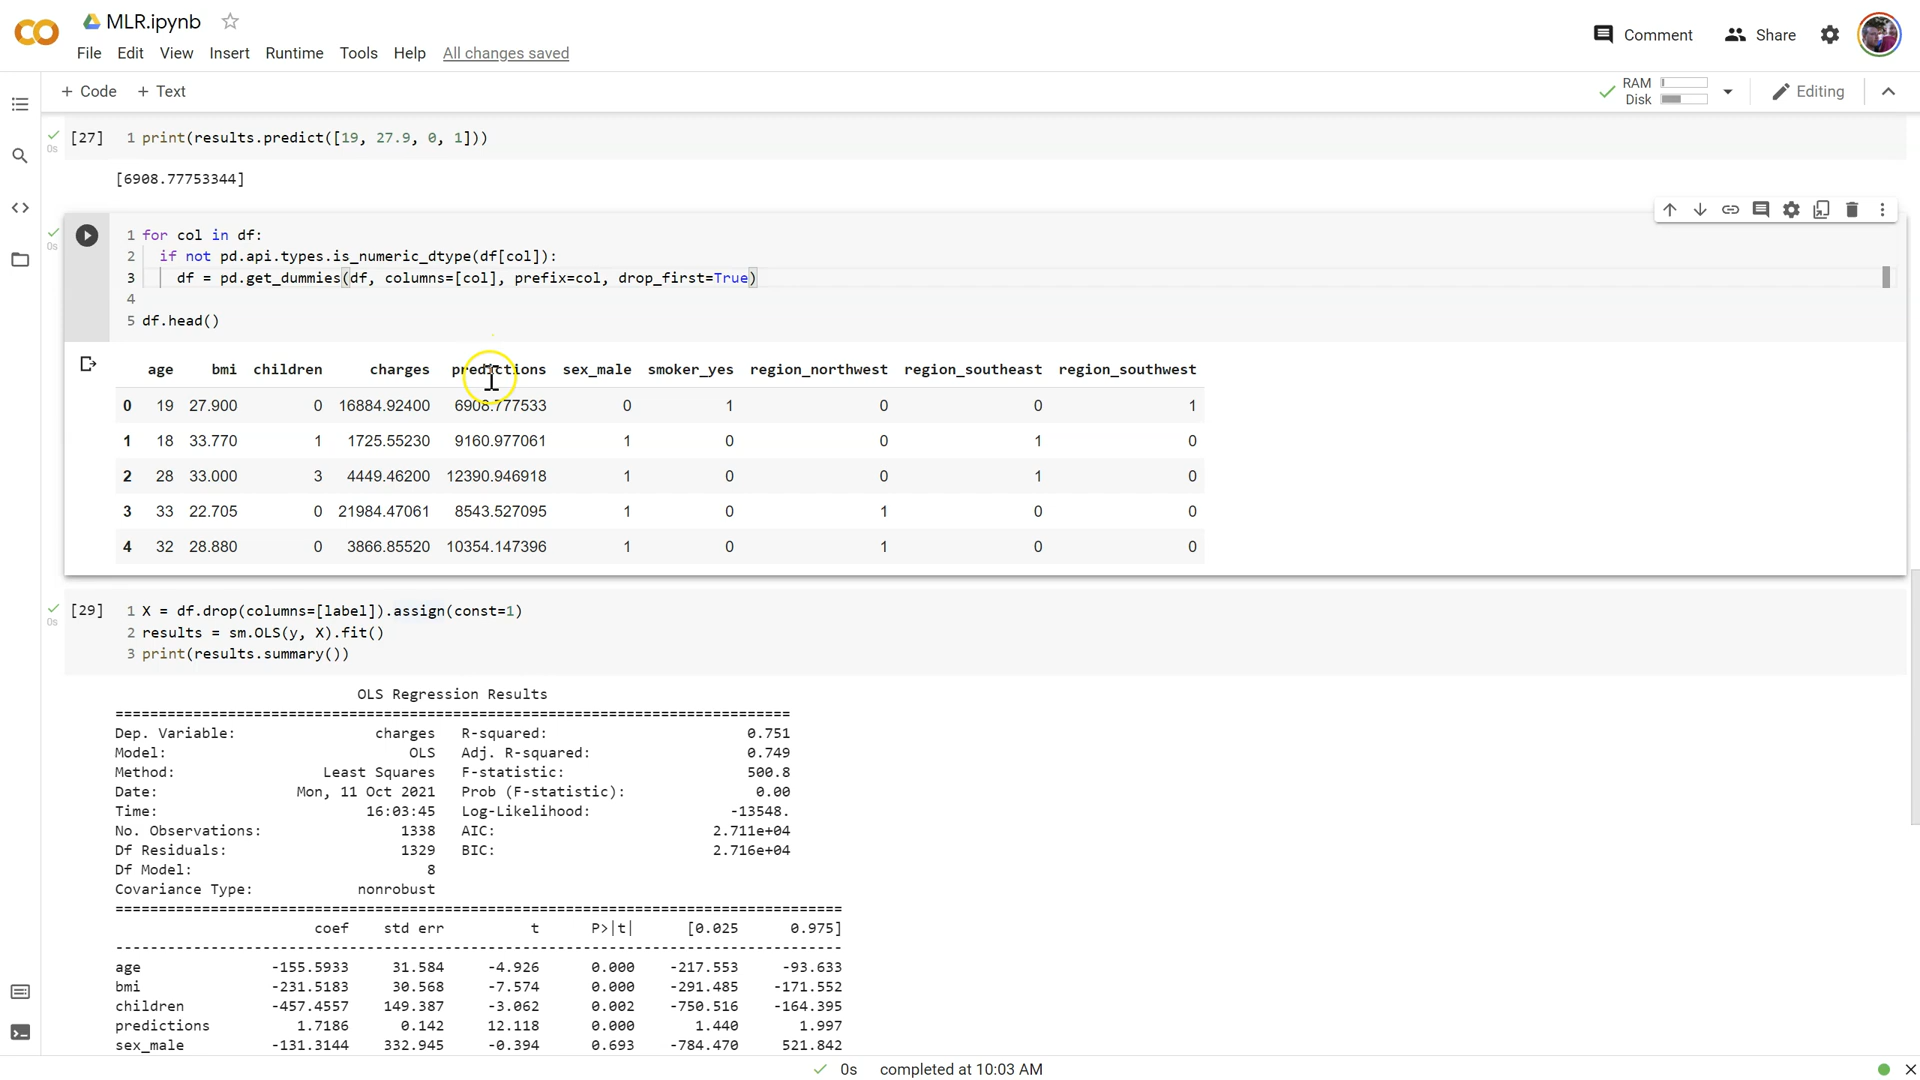 MLR.ipynb
File Edit View Insert Runtime Tools Help All changes saved
Comment Share
+ Code + Text
RAM
Disk
Editing
[27] 1 print(results.predict([19, 27.9, 0, 1]))
0s
[6908.77753344]
0s
1 for col in df:
2 if not pd.api.types.is_numeric_dtype(df[col]):
3 df = pd.get_dummies(df, columns=[col], prefix=col, drop_first=True)
4
5 df.head()
age bmi children charges predictions sex_male smoker_yes region_northwest region_southeast region_southwest
0 19 27.900 0 16884.92400 6908.777533 0 1 0 0 1
1 18 33.770 1 1725.55230 9160.977061 1 0 0 1 0
2 28 33.000 3 4449.46200 12390.946918 1 0 0 1 0
3 33 22.705 0 21984.47061 8543.527095 1 0 1 0 0
4 32 28.880 0 3866.85520 10354.147396 1 0 1 0 0
[29] 1 X = df.drop(columns=[label]).assign(const=1)
0s
2 results = sm.OLS(y, X).fit()
3 print(results.summary())
OLS Regression Results
==============================================================================
Dep. Variable: charges R-squared: 0.751
Model: OLS Adj. R-squared: 0.749
Method: Least Squares F-statistic: 500.8
Date: Mon, 11 Oct 2021 Prob (F-statistic): 0.00
Time: 16:03:45 Log-Likelihood: -13548.
No. Observations: 1338 AIC: 2.711e+04
Df Residuals: 1329 BIC: 2.716e+04
Df Model: 8
Covariance Type: nonrobust
====================================================================================
coef std err t P>|t| [0.025 0.975]
------------------------------------------------------------------------------------
age -155.5933 31.584 -4.926 0.000 -217.553 -93.633
bmi -231.5183 30.568 -7.574 0.000 -291.485 -171.552
children -457.4557 149.387 -3.062 0.002 -750.516 -164.395
predictions 1.7186 0.142 12.118 0.000 1.440 1.997
sex_male -131.3144 332.945 -0.394 0.693 -784.470 521.842
0s completed at 10:03 AM